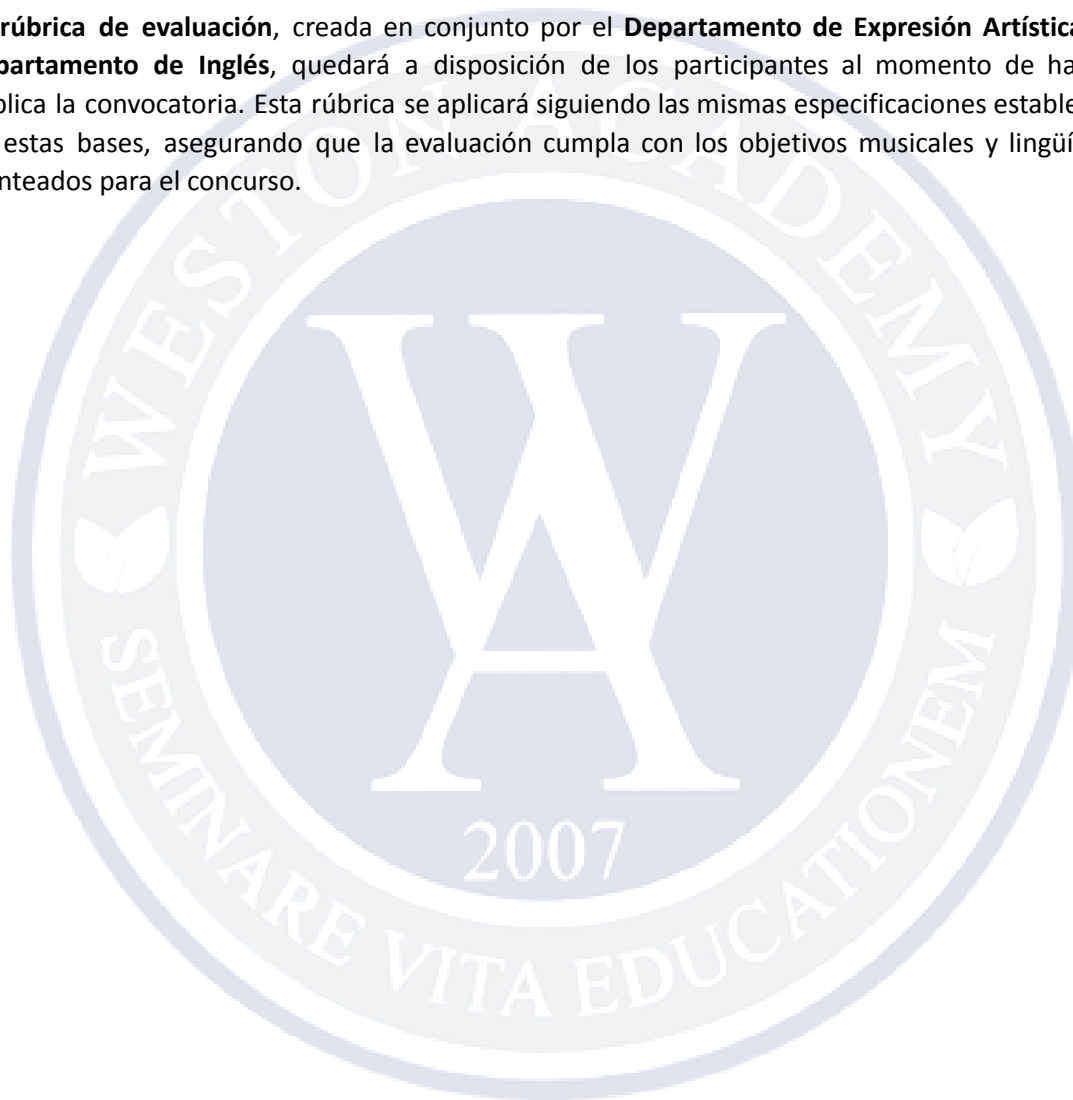 rúbrica de evaluación, creada en conjunto por el Departamento de Expresión Artística
partamento de Inglés, quedará a disposición de los participantes al momento de ha
blica la convocatoria. Esta rúbrica se aplicará siguiendo las mismas especificaciones estable
estas bases, asegurando que la evaluación cumpla con los objetivos musicales y lingüí
nteados para el concurso.
WESTON ACADEMY
WA
2007
SEMINARE VITA EDUCATIONEM